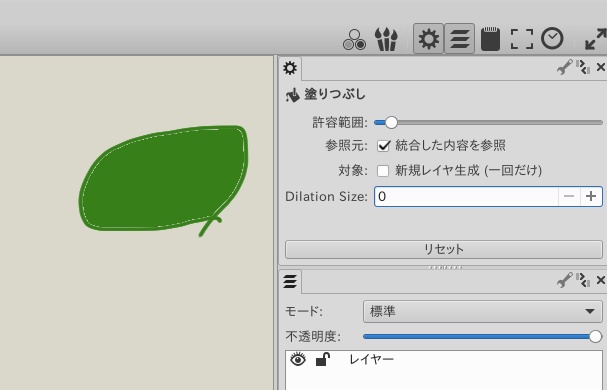 塗りつぶし
許容範囲:
参照元: 統合した内容を参照
対象: 新規レイヤ生成 (一回だけ)
Dilation Size: 0
リセット
モード: 標準
不透明度:
レイヤー